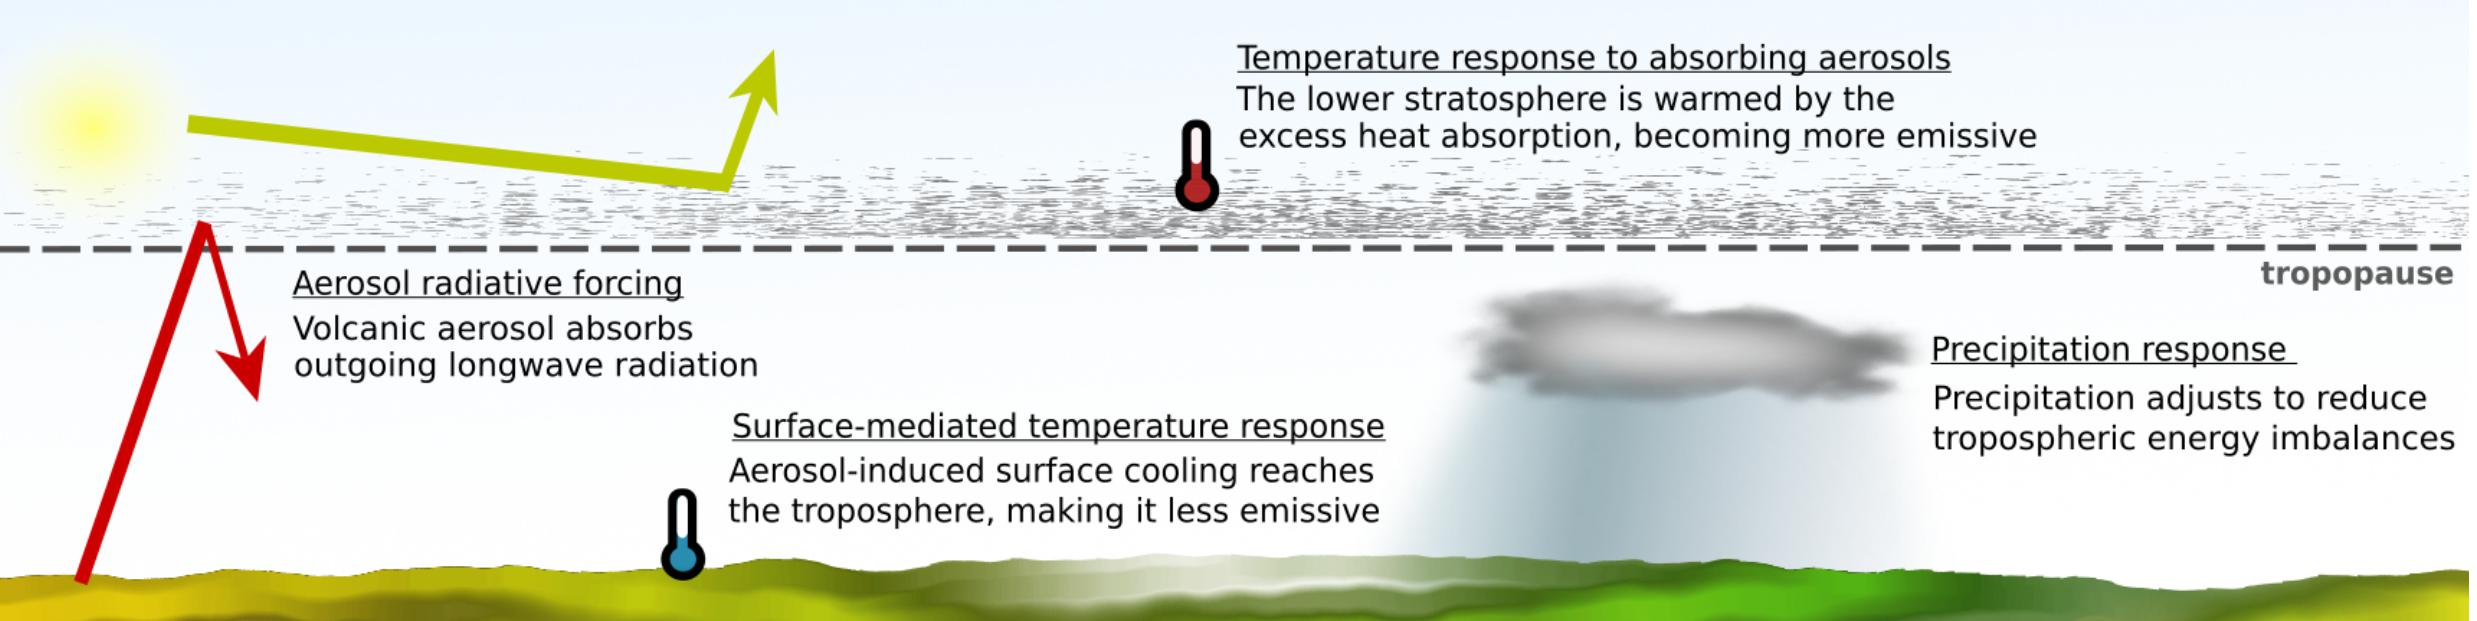 Temperature response to absorbing aerosols
The lower stratosphere is warmed by the
excess heat absorption, becoming more emissive
tropopause
Aerosol radiative forcing
Volcanic aerosol absorbs
outgoing longwave radiation
Precipitation response
Precipitation adjusts to reduce
tropospheric energy imbalances
Surface-mediated temperature response
Aerosol-induced surface cooling reaches
the troposphere, making it less emissive